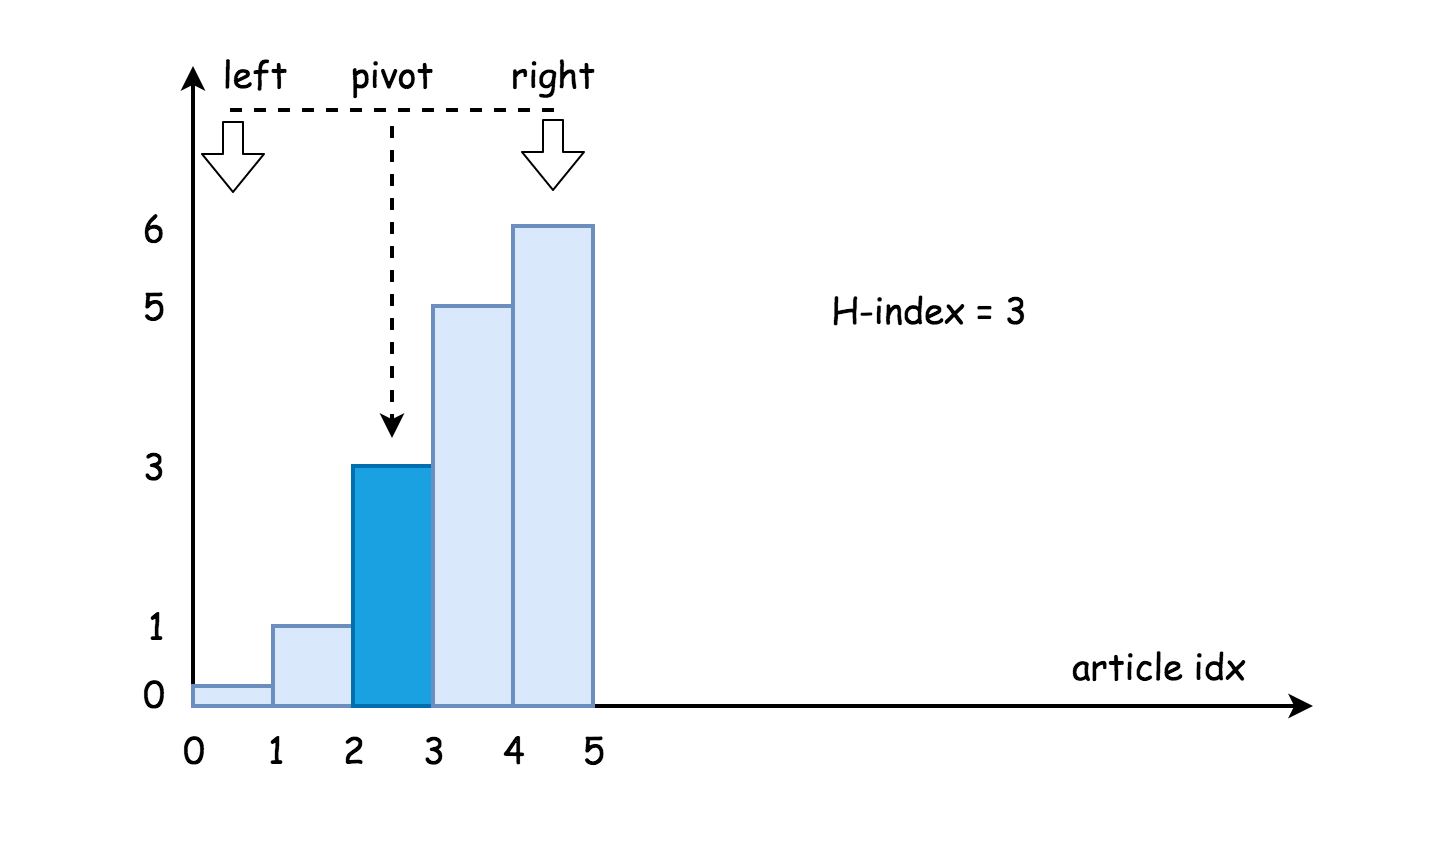 left pivot right
6
5
H-index = 3
3
1
article idx
0
0 1 2 3 4 5